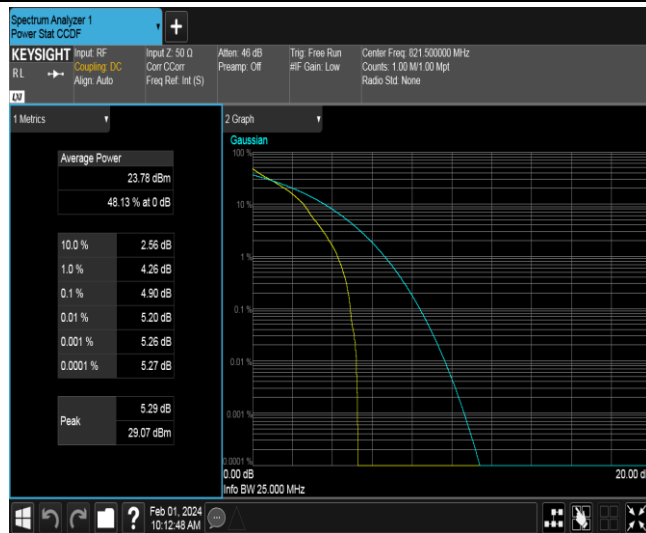 Spectrum Analyzer 1
Power Stat CCDF
+
KEYSIGHT
RL
Input: RF
Coupling: DC
Align: Auto
Input Z: 50 Ω
Corr CCorr
Freq Ref: Int (S)
Atten: 46 dB
Preamp: Off
Trig: Free Run
#IF Gain: Low
Center Freq: 821.500000 MHz
Counts: 1.00 M/1.00 Mpt
Radio Std: None
1 Metrics
Average Power
23.78 dBm
48.13 % at 0 dB
10.0 % 2.56 dB
1.0 % 4.26 dB
0.1 % 4.90 dB
0.01 % 5.20 dB
0.001 % 5.26 dB
0.0001 % 5.27 dB
Peak
5.29 dB
29.07 dBm
2 Graph
Gaussian
100 %
10 %
1 %
0.1 %
0.01 %
0.001 %
0.0001 %
0.00 dB
20.00 d
Info BW 25.000 MHz
?
Feb 01, 2024
10:12:48 AM